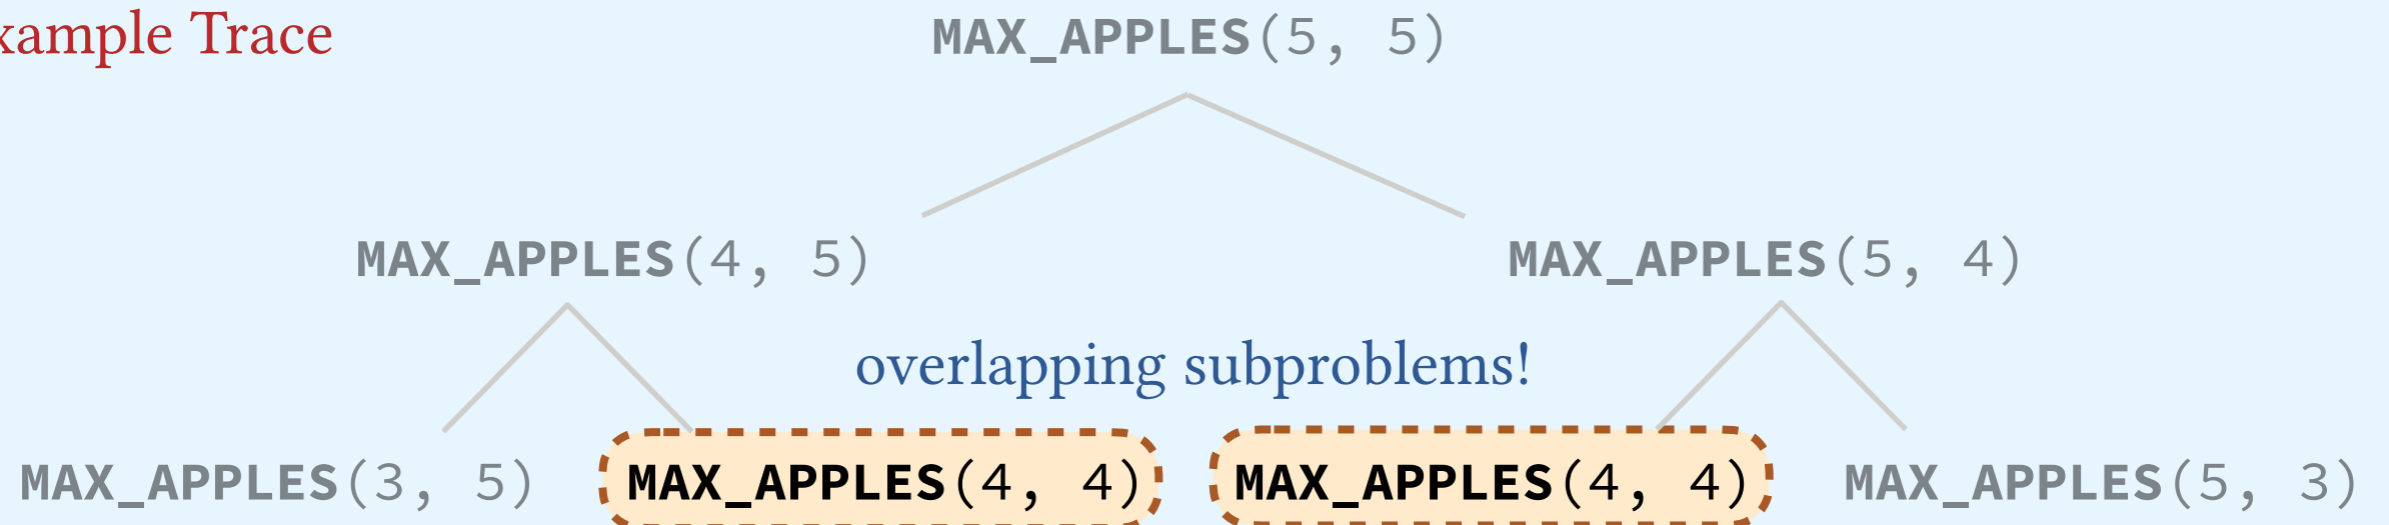 xample Trace
MAX_APPLES(5, 5)
MAX_APPLES(4, 5)
MAX_APPLES(5, 4)
overlapping subproblems!
MAX_APPLES(3, 5)
MAX_APPLES(4, 4)
MAX_APPLES(4, 4)
MAX_APPLES(5, 3)